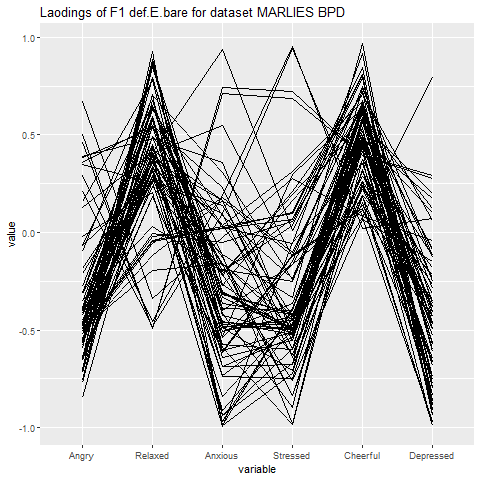 Laodings of F1 def.E.bare for dataset MARLIES BPD
1.0
0.5
0.0
-0.5
-1.0
value
Angry Relaxed Anxious Stressed Cheerful Depressed
variable